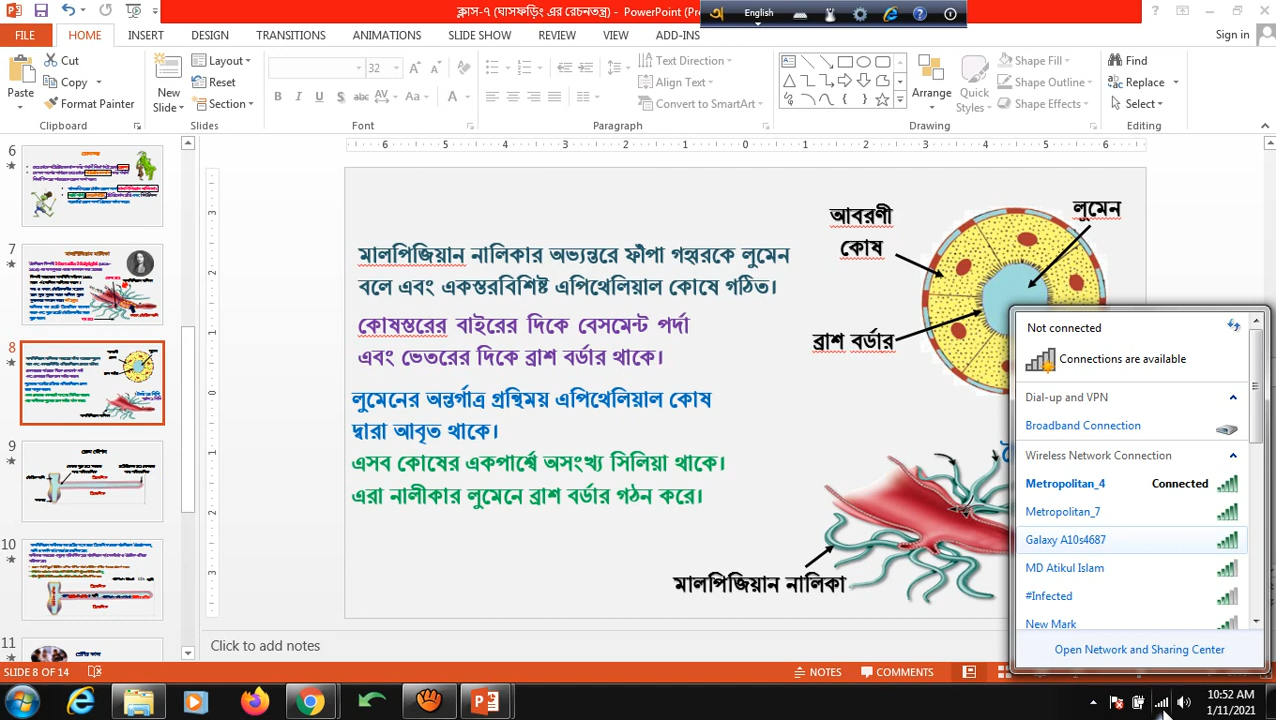 ক্লাস-৭ (ঘাসফড়িং এর রেচনতন্ত্র) - PowerPoint (Pr
English
Sign in
FILE HOME INSERT DESIGN TRANSITIONS ANIMATIONS SLIDE SHOW REVIEW VIEW ADD-INS
Paste
Cut
Copy
Format Painter
Clipboard
New Slide
Layout
Reset
Section
Slides
32
Font
Text Direction
Align Text
Convert to SmartArt
Paragraph
Arrange
Quick Styles
Shape Fill
Shape Outline
Shape Effects
Drawing
Find
Replace
Select
Editing
6
7
8
9
10
11
আবরণী
কোষ
লুমেন
ব্রাশ বর্ডার
মালপিজিয়ান নালিকার অভ্যন্তরে ফাঁপা গহ্বরকে লুমেন
বলে এবং একস্তরবিশিষ্ট এপিথেলিয়াল কোষে গঠিত।
কোষস্তরের বাইরের দিকে বেসমেন্ট পর্দা
এবং ভেতরের দিকে ব্রাশ বর্ডার থাকে।
লুমেনের অন্তর্গাত্র গ্রন্থিময় এপিথেলিয়াল কোষ
দ্বারা আবৃত থাকে।
এসব কোষের একপার্শ্বে অসংখ্য সিলিয়া থাকে।
এরা নালীকার লুমেনে ব্রাশ বর্ডার গঠন করে।
মালপিজিয়ান নালিকা
Not connected
Connections are available
Dial-up and VPN
Broadband Connection
Wireless Network Connection
Metropolitan_4 Connected
Metropolitan_7
Galaxy A10s4687
MD Atikul Islam
#Infected
New Mark
Open Network and Sharing Center
Click to add notes
SLIDE 8 OF 14
NOTES
COMMENTS
10:52 AM
1/11/2021